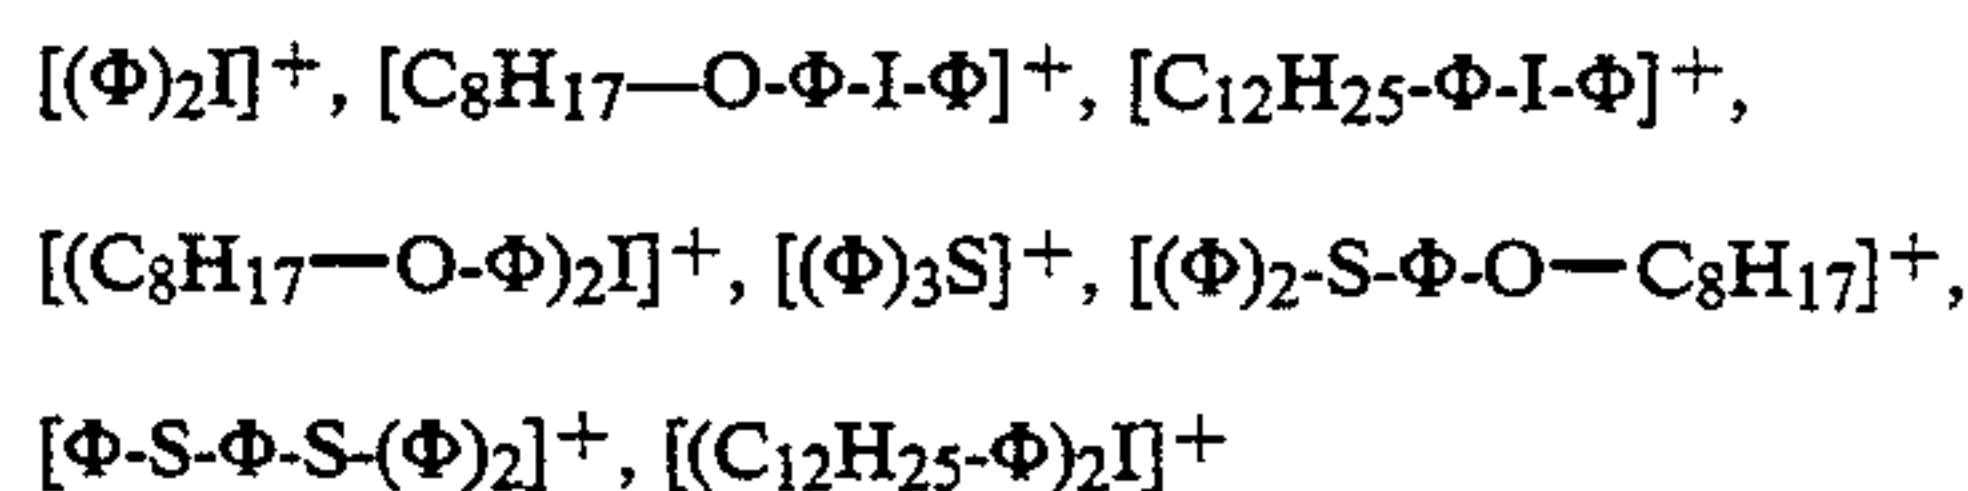 [(Φ)₂I]⁺, [C₈H₁₇—O-Φ-I-Φ]⁺, [C₁₂H₂₅-Φ-I-Φ]⁺,
[(C₈H₁₇—O-Φ)₂I]⁺, [(Φ)₃S]⁺, [(Φ)₂-S-Φ-O—C₈H₁₇]⁺,
[Φ-S-Φ-S-(Φ)₂]⁺, [(C₁₂H₂₅-Φ)₂I]⁺